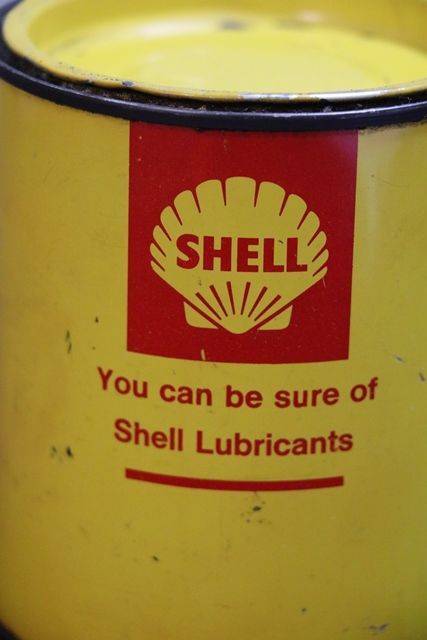 SHELL
You can be sure of
Shell Lubricants